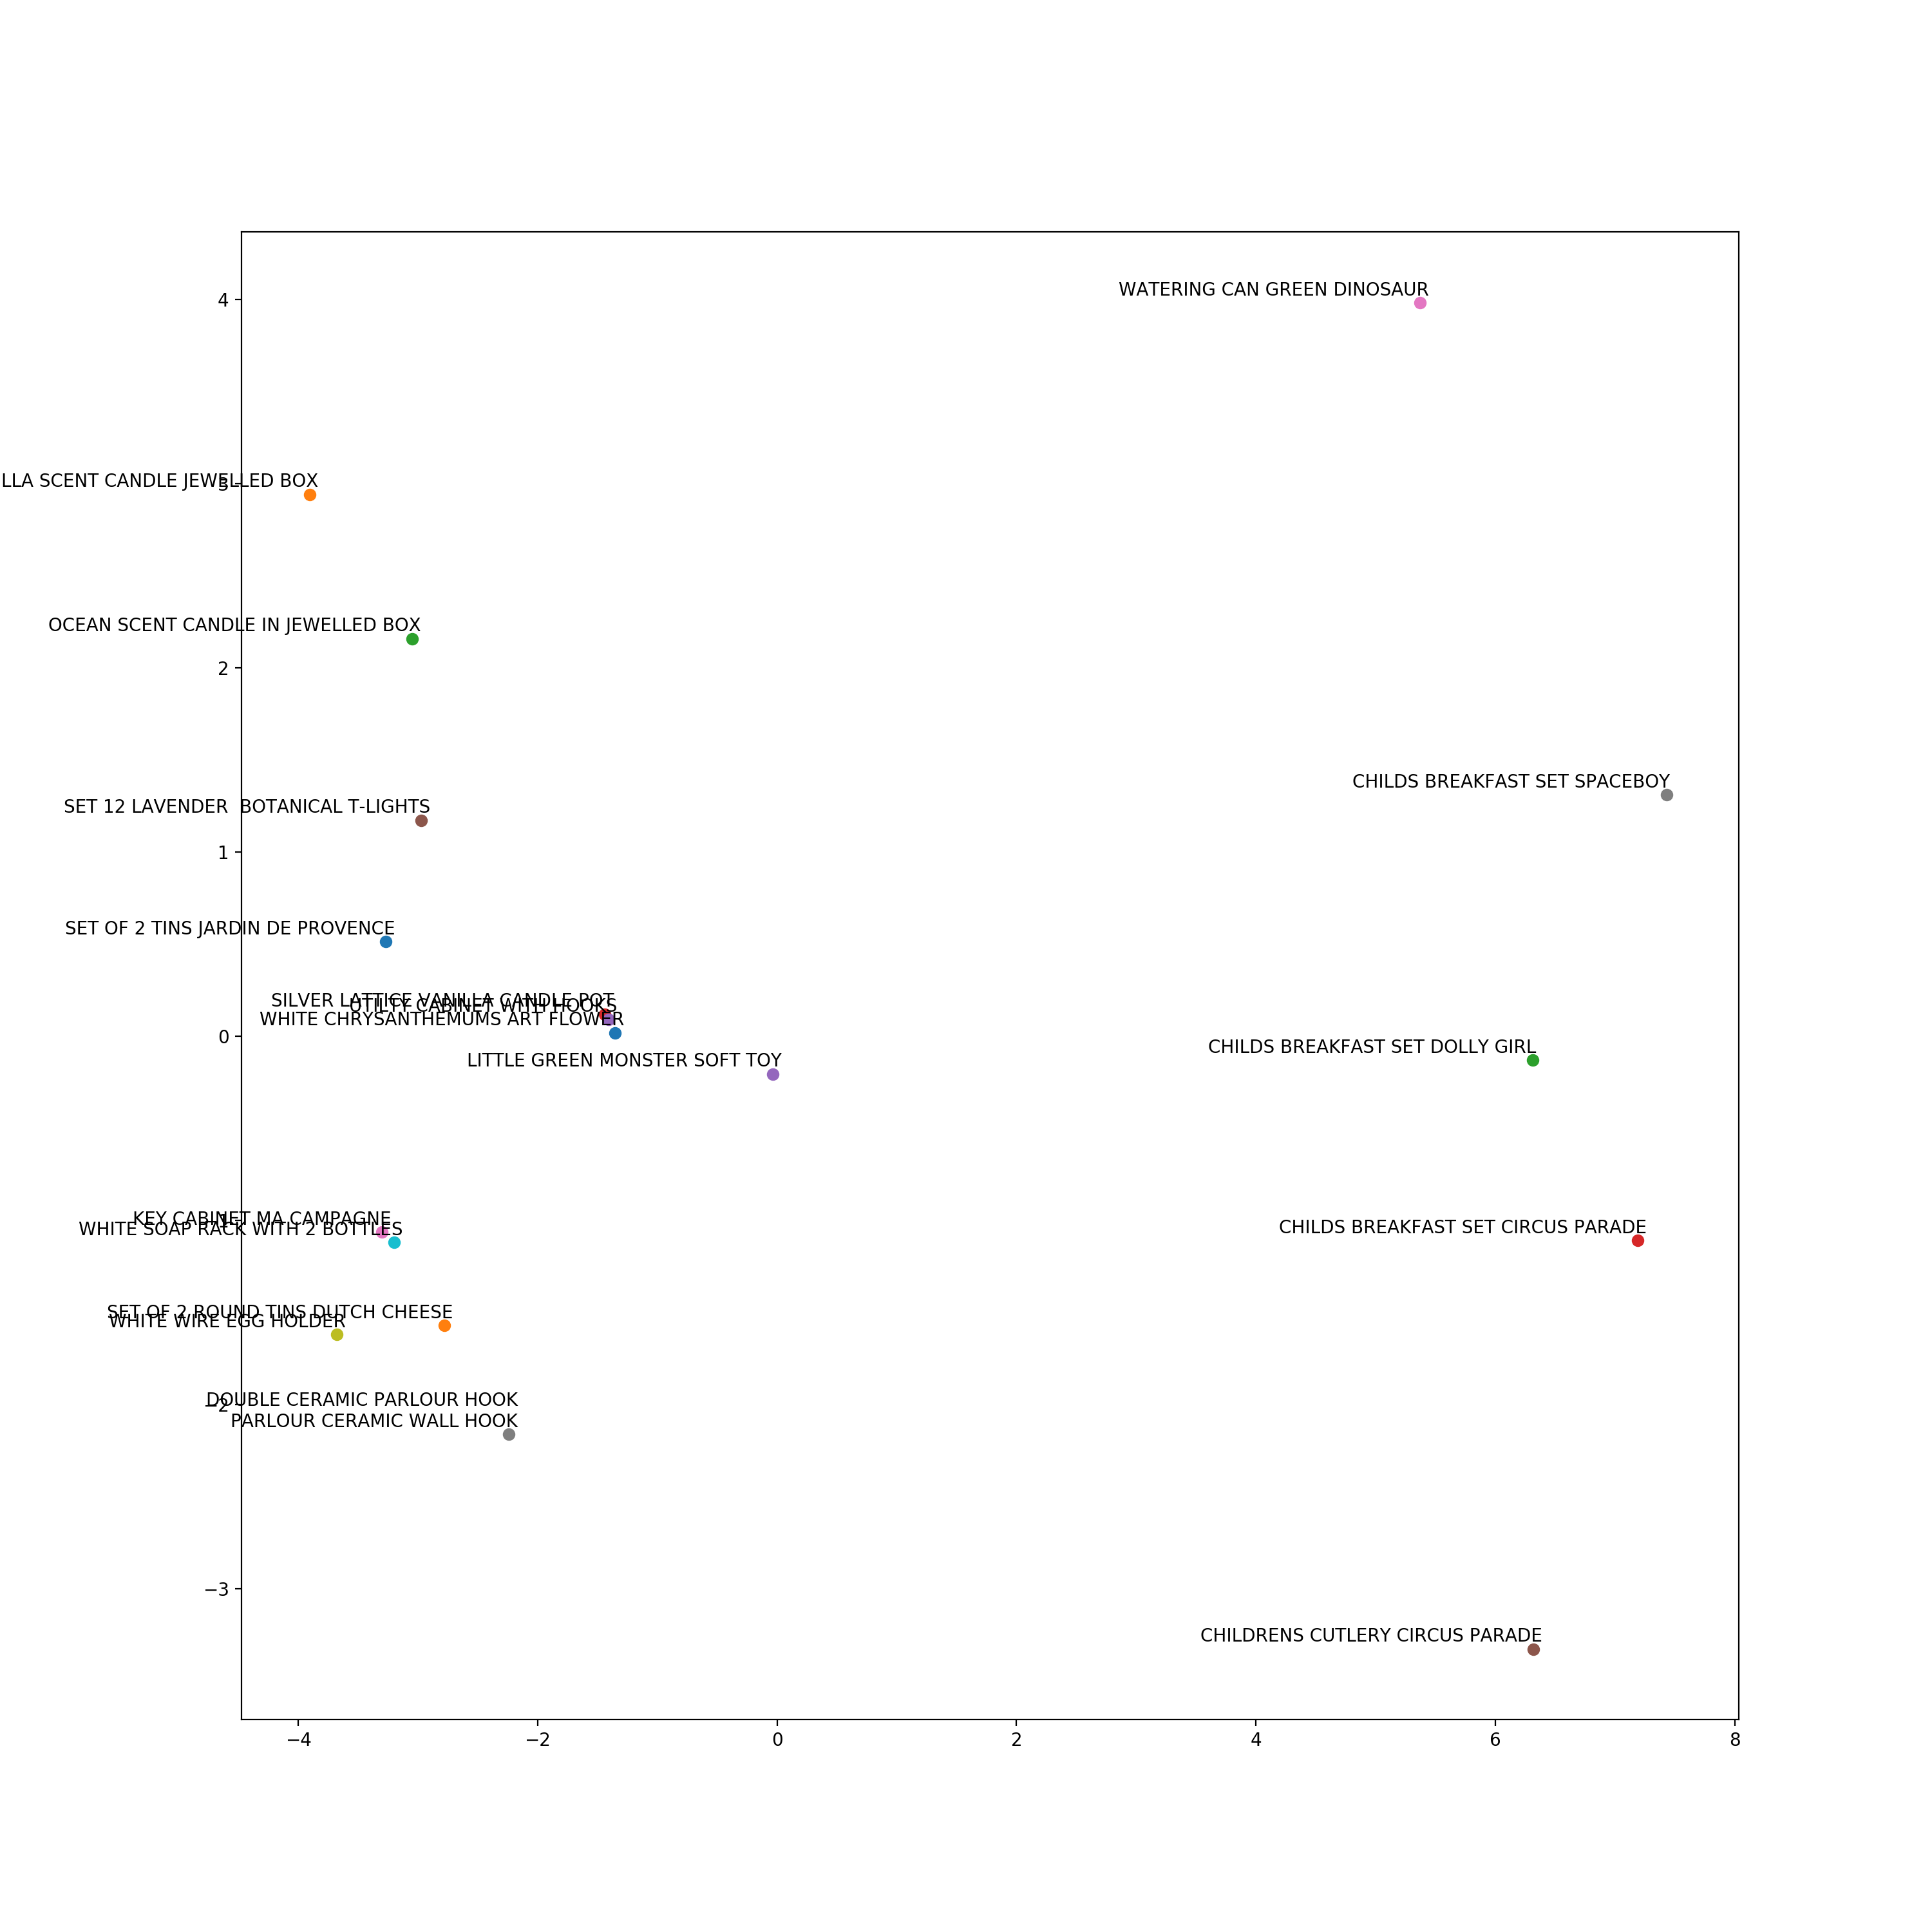 WATERING CAN GREEN DINOSAUR
4
LLA SCENT CANDLE JEWELLED BOX
3
OCEAN SCENT CANDLE IN JEWELLED BOX
2
CHILDS BREAKFAST SET SPACEBOY
SET 12 LAVENDER  BOTANICAL T-LIGHTS
1
SET OF 2 TINS JARDIN DE PROVENCE
SILVER LATTICE VANILLA CANDLE POT
UTILTY CABINET WITH HOOKS
WHITE CHRYSANTHEMUMS ART FLOWER
0
CHILDS BREAKFAST SET DOLLY GIRL
LITTLE GREEN MONSTER SOFT TOY
KEY CABINET MA CAMPAGNE
−1
WHITE SOAP RACK WITH 2 BOTTLES
CHILDS BREAKFAST SET CIRCUS PARADE
SET OF 2 ROUND TINS DUTCH CHEESE
WHITE WIRE EGG HOLDER
DOUBLE CERAMIC PARLOUR HOOK
−2
PARLOUR CERAMIC WALL HOOK
−3
CHILDRENS CUTLERY CIRCUS PARADE
−4 −2 0 2 4 6 8